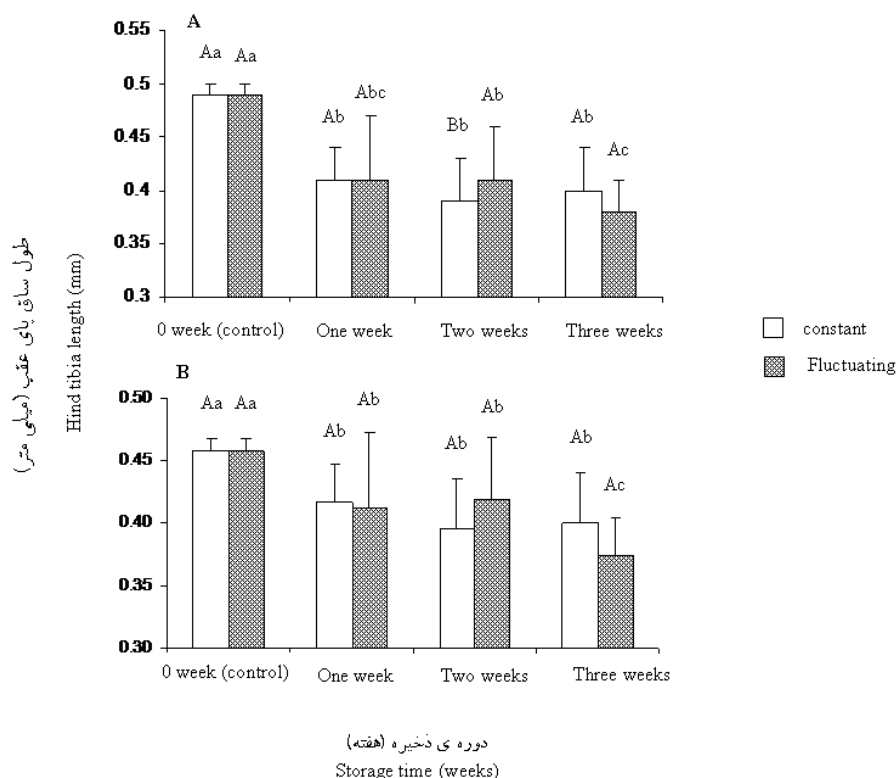 A
0.55
0.5
0.45
0.4
0.35
0.3
Aa Aa Ab Abc Bb Ab Ab Ac
0 week (control) One week Two weeks Three weeks
B
0.50
0.45
0.40
0.35
0.30
Aa Aa Ab Ab Ab Ab Ab Ac
0 week (control) One week Two weeks Three weeks
طول ساق پای عقب (میلی متر)
Hind tibia length (mm)
constant
Fluctuating
دوره ی ذخیره (هفته)
Storage time (weeks)